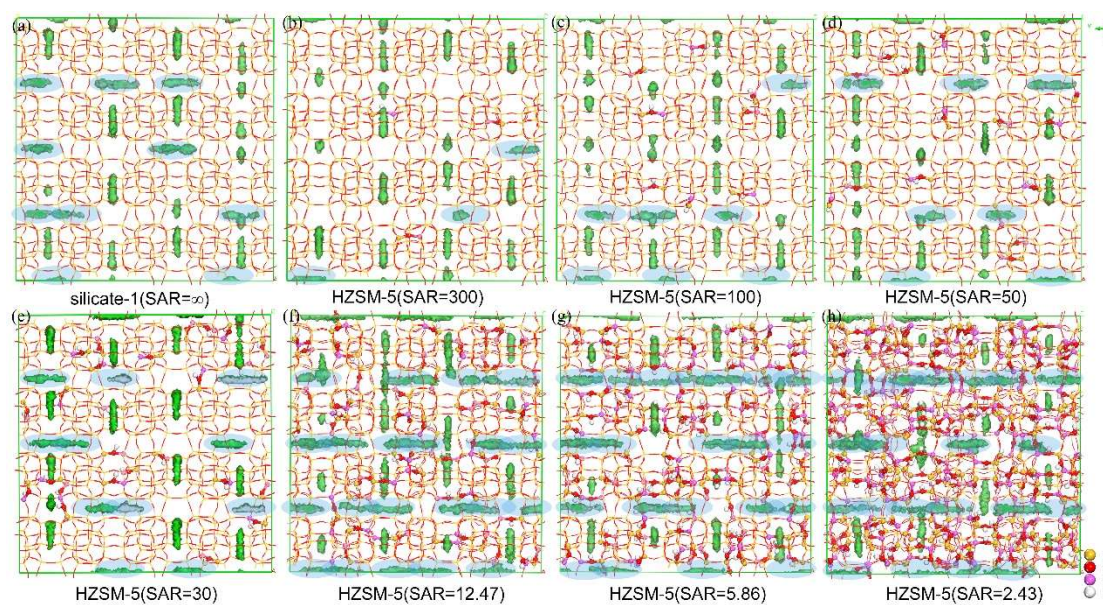 (a) (b) (c) (d)
silicate-1(SAR=∞) HZSM-5(SAR=300) HZSM-5(SAR=100) HZSM-5(SAR=50)
(e) (f) (g) (h)
HZSM-5(SAR=30) HZSM-5(SAR=12.47) HZSM-5(SAR=5.86) HZSM-5(SAR=2.43)